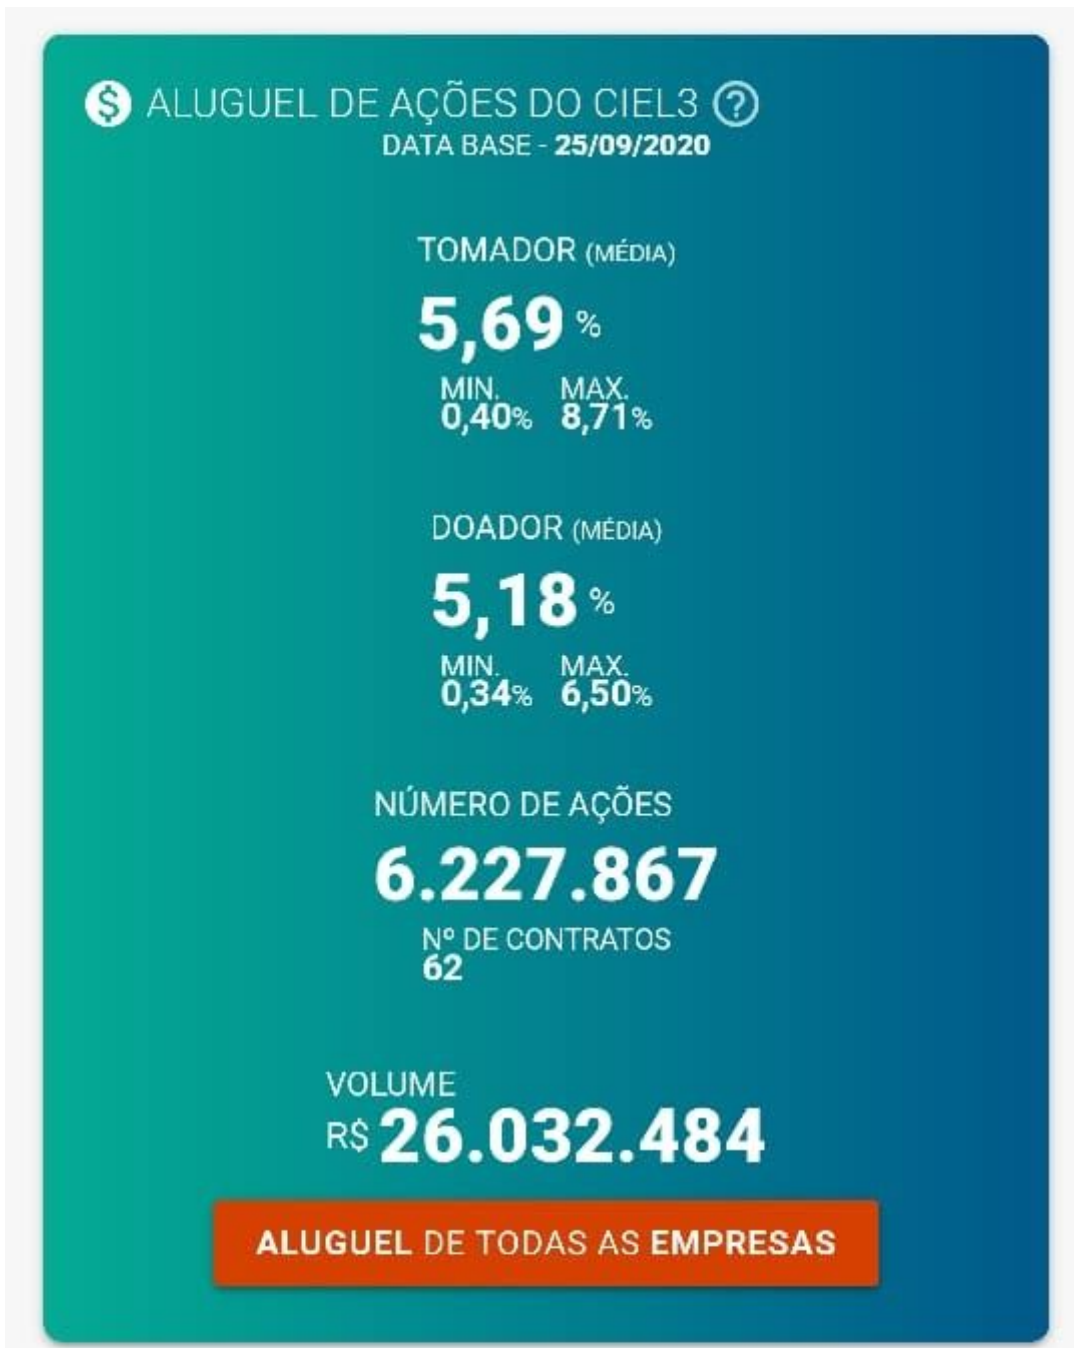 ALUGUEL DE AÇÕES DO CIEL3
DATA BASE - 25/09/2020
TOMADOR (MÉDIA)
5,69 %
MIN. MAX.
0,40% 8,71%
DOADOR (MÉDIA)
5,18 %
MIN. MAX.
0,34% 6,50%
NÚMERO DE AÇÕES
6.227.867
Nº DE CONTRATOS
62
VOLUME
R$ 26.032.484
ALUGUEL DE TODAS AS EMPRESAS